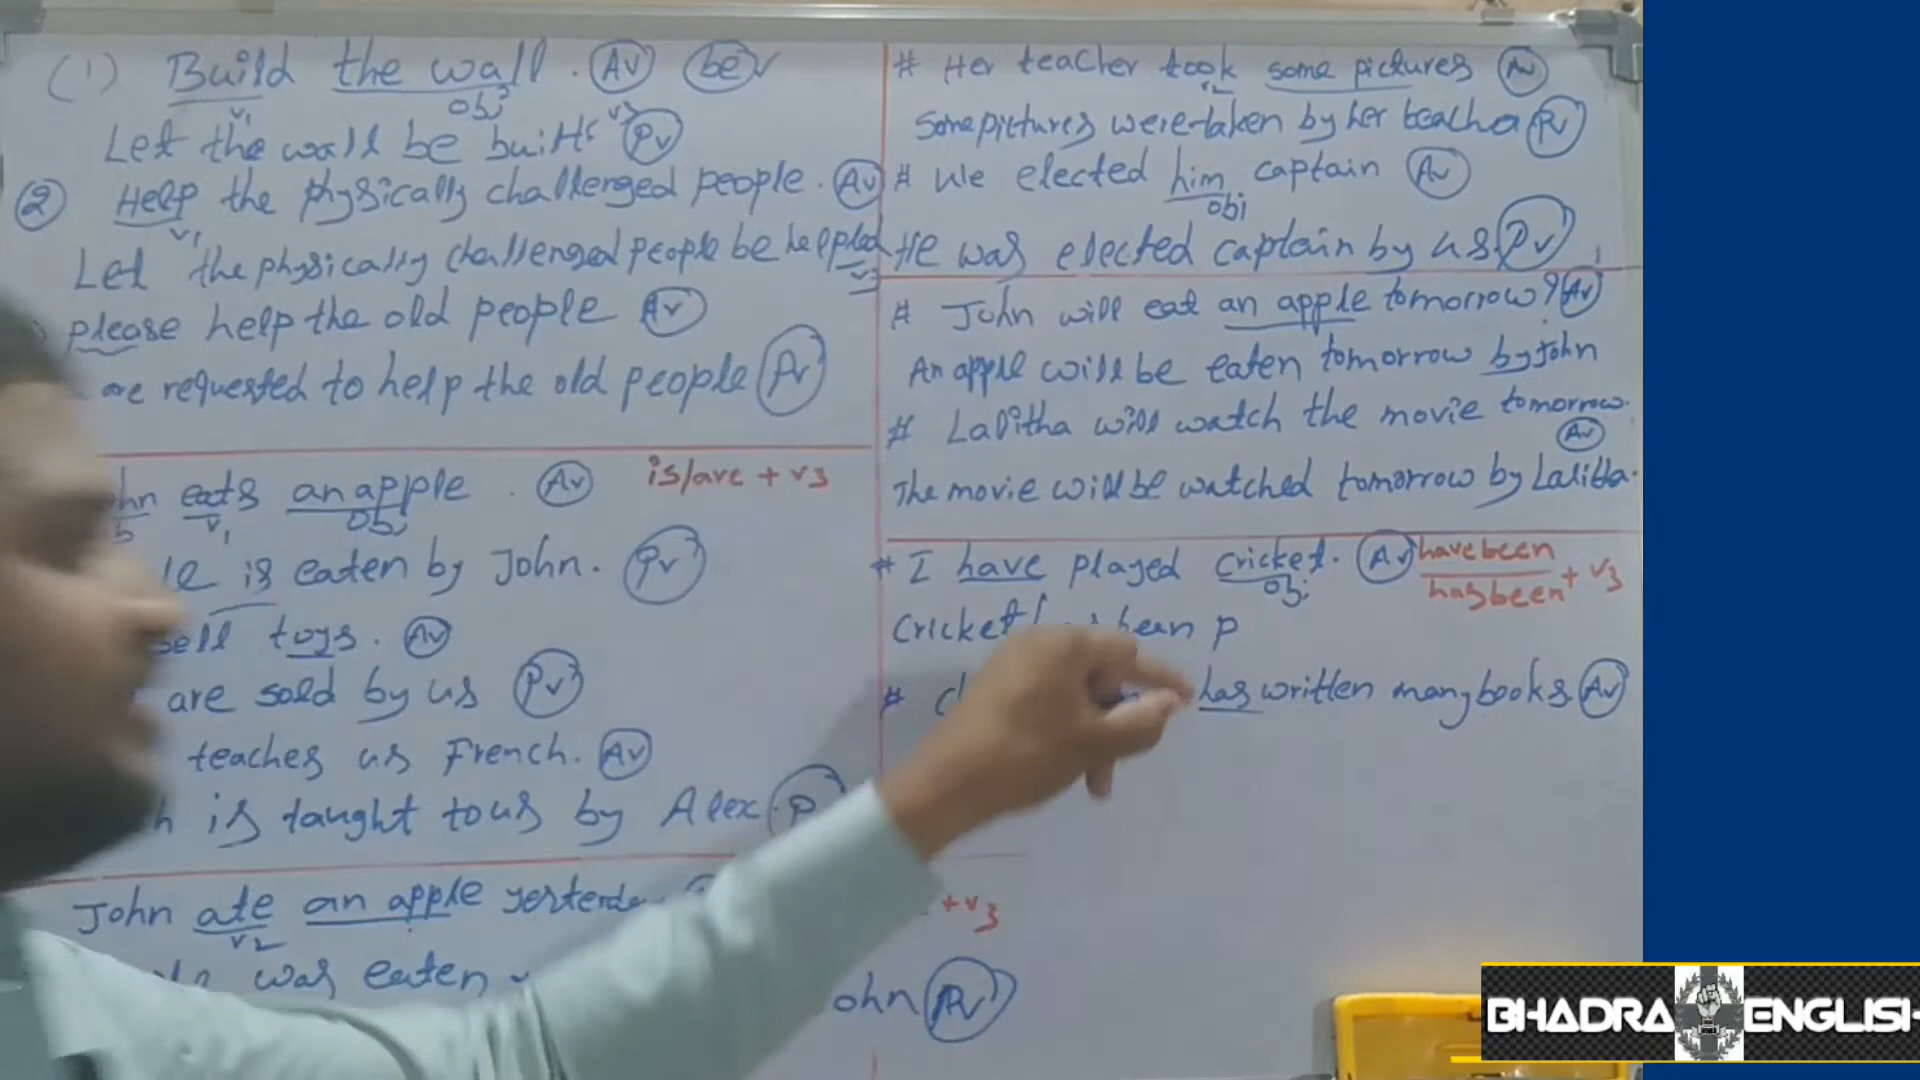 (1) Build the wall. AV be
V1 obj
Let the wall be built V3 PV
2 Help the physically challenged people. AV
V1
Let the physically challenged people be helpled
V3
please help the old people AV
are requested to help the old people PV
hn eats an apple. AV is/are + V3
b V1 Obj
le is eaten by John. PV
sell toys. AV
are sold by us PV
teaches us French. AV
h is taught to us by Alex. P
John ate an apple yesterda
V2 + V3
was eaten
ohn PV
# Her teacher took some pictures AV
V2
Some pictures were taken by her teacher PV
# We elected him captain AV
obj
He was elected captain by us. PV
# John will eat an apple tomorrow? AV
An apple will be eaten tomorrow by John
# Lalitha will watch the movie tomorrow.
AV
The movie will be watched tomorrow by Lalitha.
# I have played cricket. AV have been
obj has been + V3
Cricket been p
# has written many books AV
BHADRA ENGLISH